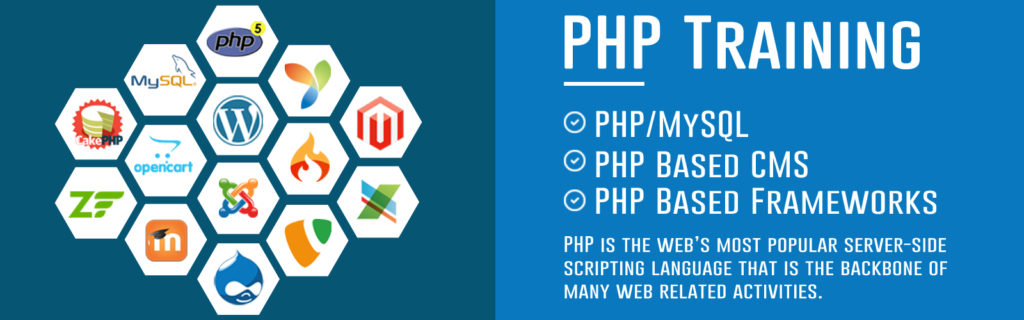 php 5
MySQL
CakePHP
opencart
ZF
m
PHP Training
PHP/MySQL
PHP Based CMS
PHP Based Frameworks
PHP is the web's most popular server-side
scripting language that is the backbone of
many web related activities.